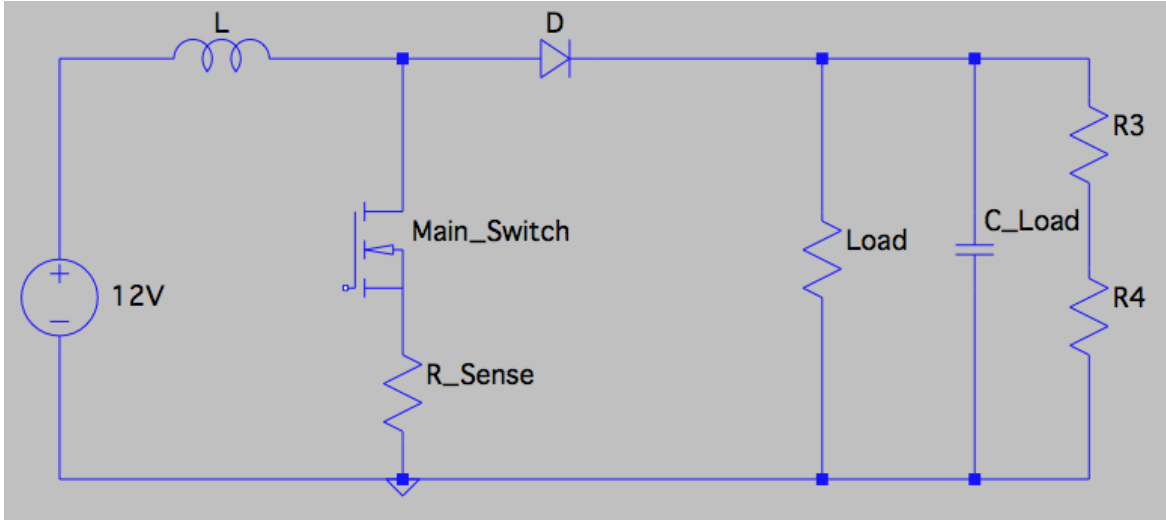 L
D
R3
Main_Switch
Load
C_Load
12V
R4
R_Sense